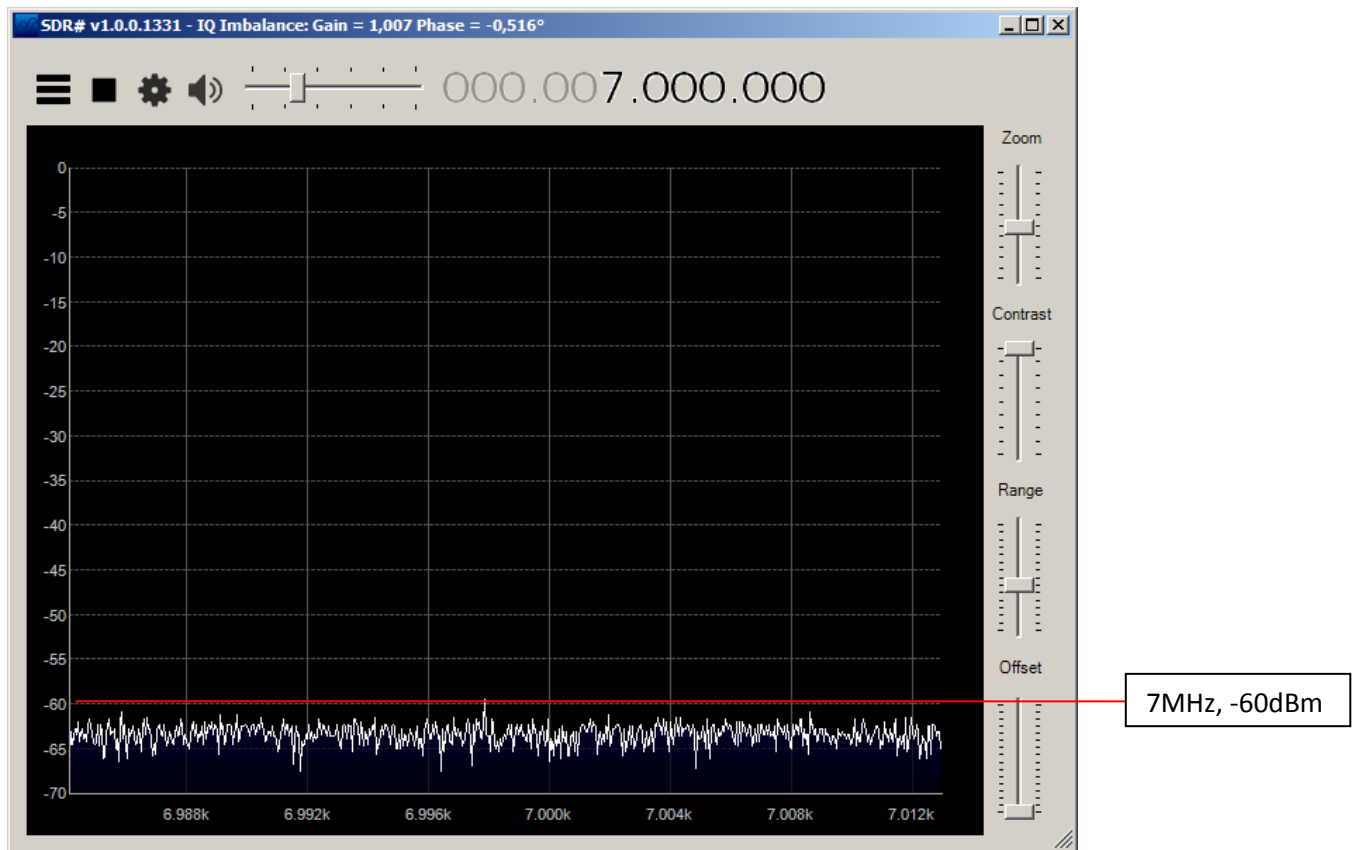 SDR# v1.0.0.1331 - IQ Imbalance: Gain = 1,007 Phase = -0,516°
000.007.000.000
Zoom
Contrast
Range
Offset
0
-5
-10
-15
-20
-25
-30
-35
-40
-45
-50
-55
-60
-65
-70
6.988k 6.992k 6.996k 7.000k 7.004k 7.008k 7.012k
7MHz, -60dBm